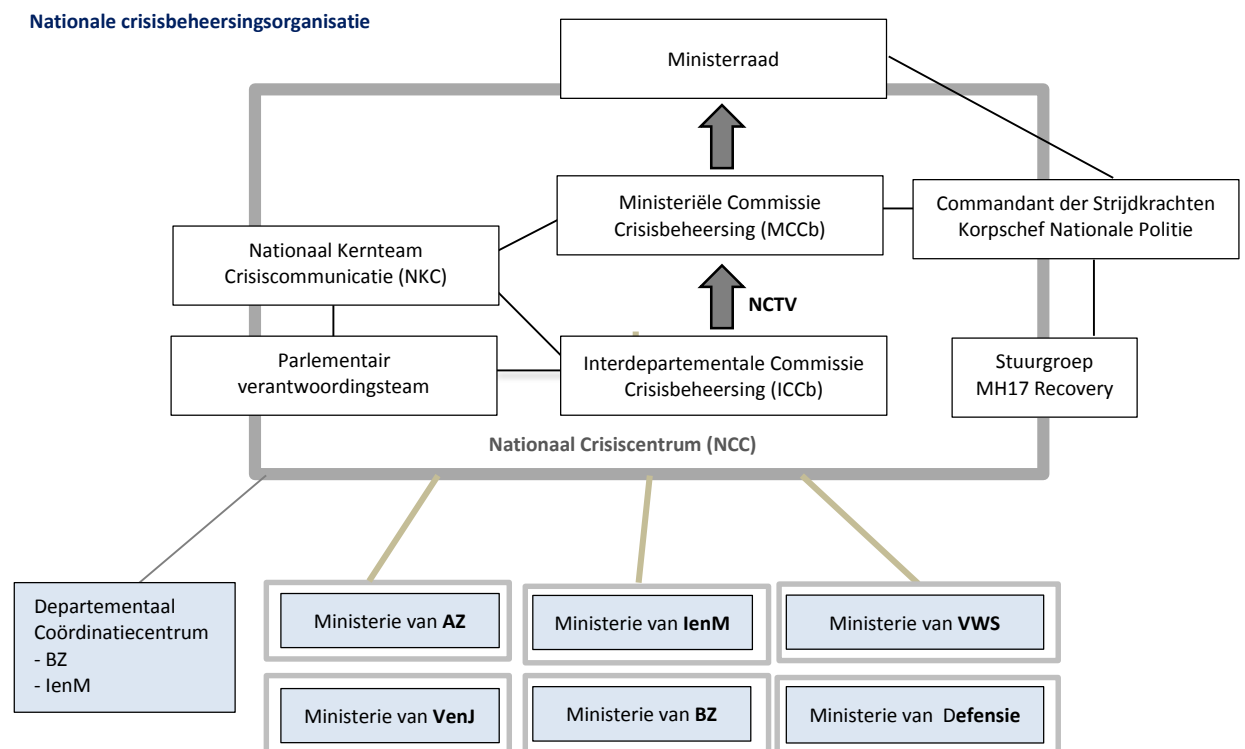 Nationale crisisbeheersingsorganisatie
Ministerraad
Ministeriële Commissie
Crisisbeheersing (MCCb)
Commandant der Strijdkrachten
Korpschef Nationale Politie
Nationaal Kernteam
Crisiscommunicatie (NKC)
NCTV
Parlementair
verantwoordingsteam
Interdepartementale Commissie
Crisisbeheersing (ICCb)
Stuurgroep
MH17 Recovery
Nationaal Crisiscentrum (NCC)
Departementaal
Coördinatiecentrum
- BZ
- IenM
Ministerie van AZ
Ministerie van IenM
Ministerie van VWS
Ministerie van VenJ
Ministerie van BZ
Ministerie van Defensie